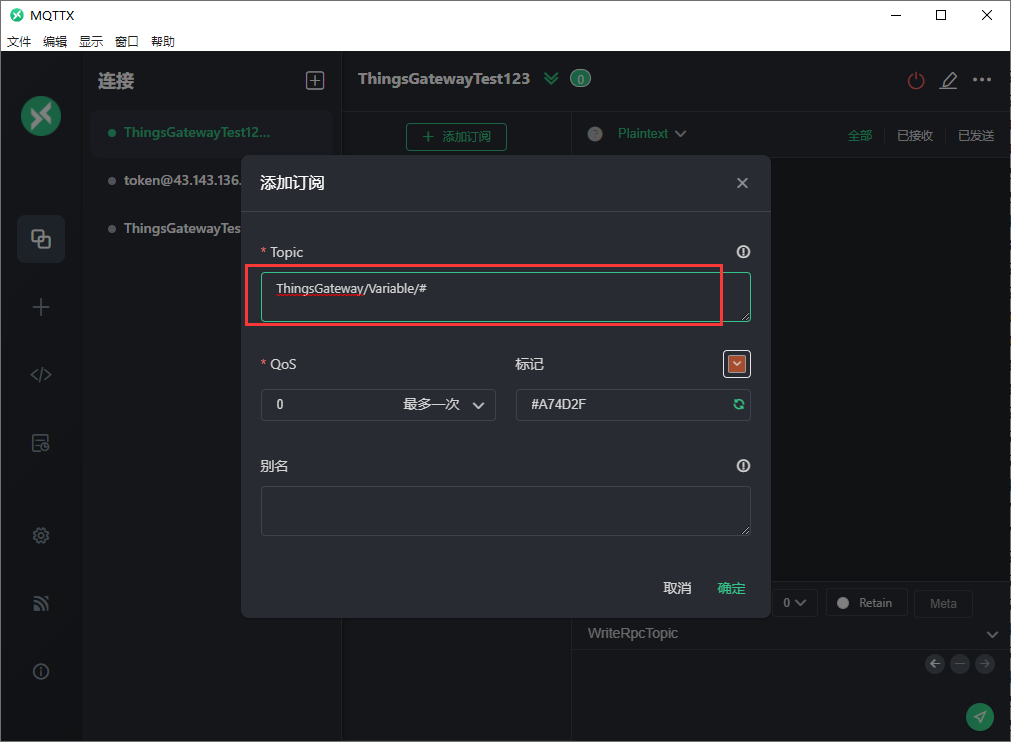 MQTTX
文件 编辑 显示 窗口 帮助
连接
ThingsGatewayTest12...
token@43.143.136.
ThingsGatewayTes
ThingsGatewayTest123 0
添加订阅
Plaintext
全部 已接收 已发送
添加订阅
* Topic
ThingsGateway/Variable/#
* QoS
标记
0 最多一次
#A74D2F
别名
取消 确定
0 Retain Meta
WriteRpcTopic